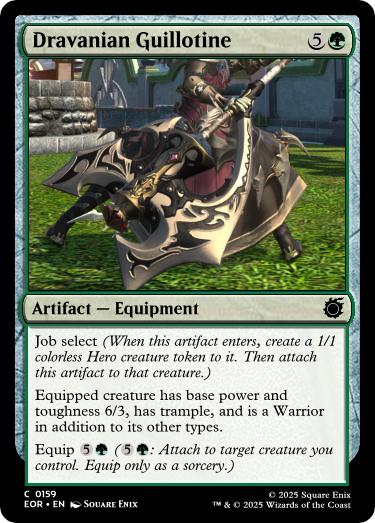 Dravanian Guillotine 5
Artifact — Equipment
Job select (When this artifact enters, create a 1/1
colorless Hero creature token to it. Then attach
this artifact to that creature.)
Equipped creature has base power and
toughness 6/3, has trample, and is a Warrior
in addition to its other types.
Equip 5 (5 : Attach to target creature you
control. Equip only as a sorcery.)
C 0159
EOR • EN SQUARE ENIX
© 2025 Square Enix
™ & © 2025 Wizards of the Coast